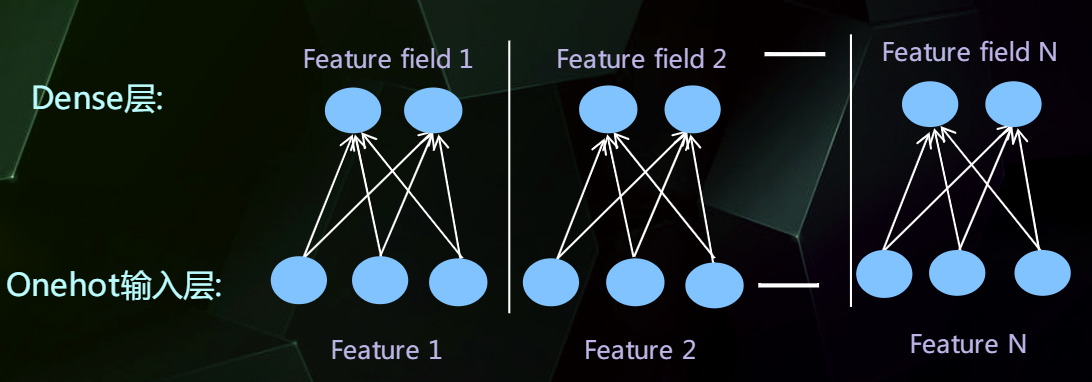 Feature field 1
Feature field 2
Feature field N
Dense层:
Onehot输入层:
Feature 1
Feature 2
Feature N